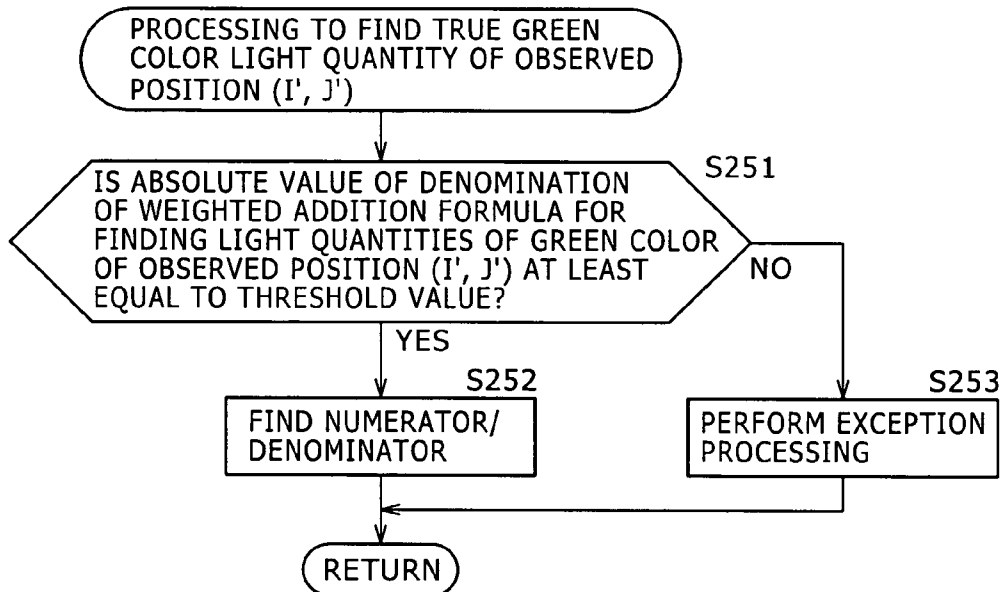 PROCESSING TO FIND TRUE GREEN
COLOR LIGHT QUANTITY OF OBSERVED
POSITION (I', J')
S251
IS ABSOLUTE VALUE OF DENOMINATION
OF WEIGHTED ADDITION FORMULA FOR
FINDING LIGHT QUANTITIES OF GREEN COLOR
OF OBSERVED POSITION (I', J') AT LEAST
EQUAL TO THRESHOLD VALUE?
NO
YES
S252
FIND NUMERATOR/
DENOMINATOR
S253
PERFORM EXCEPTION
PROCESSING
RETURN